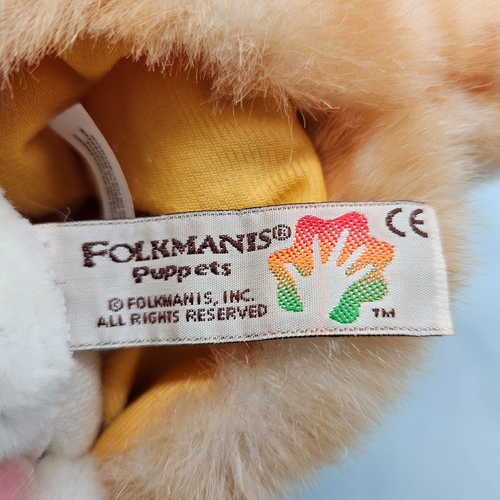 FOLKMANIS®
Puppets
© FOLKMANIS, INC.
ALL RIGHTS RESERVED
CE
TM